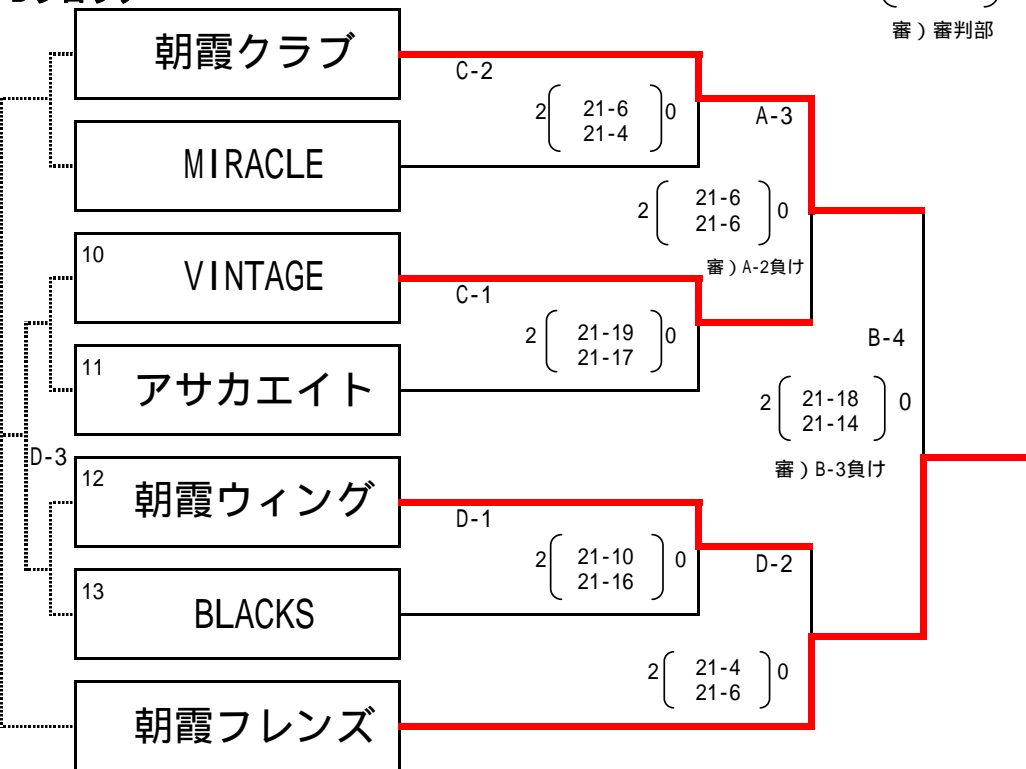 審）審判部
朝霞クラブ
C-2
2 21-6 0
21-4
A-3
MIRACLE
2 21-6 0
21-6
審）A-2負け
10 VINTAGE
C-1
2 21-19 0
21-17
B-4
11 アサカエイト
2 21-18 0
21-14
審）B-3負け
D-3
12 朝霞ウィング
D-1
2 21-10 0
21-16
D-2
13 BLACKS
2 21-4 0
21-6
朝霞フレンズ